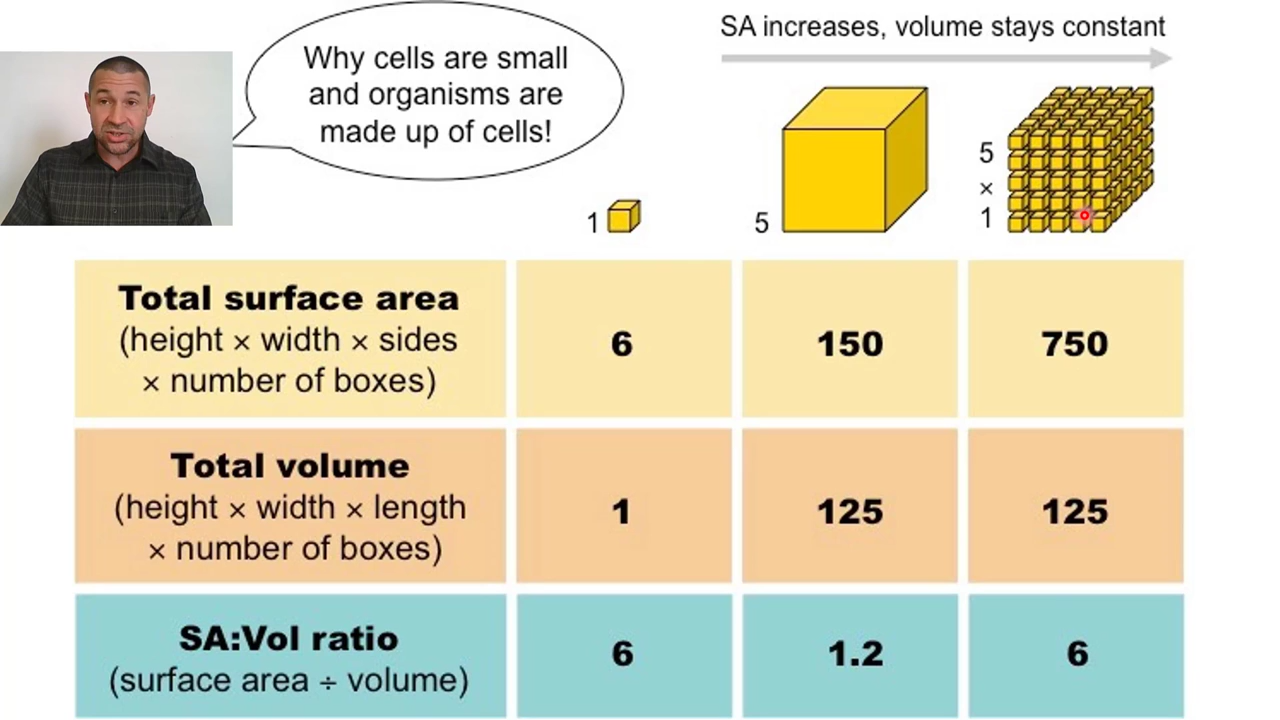 Why cells are small
and organisms are
made up of cells!
SA increases, volume stays constant
1
5
5
×
1
Total surface area
(height × width × sides
× number of boxes)
6
150
750
Total volume
(height × width × length
× number of boxes)
1
125
125
SA:Vol ratio
(surface area ÷ volume)
6
1.2
6